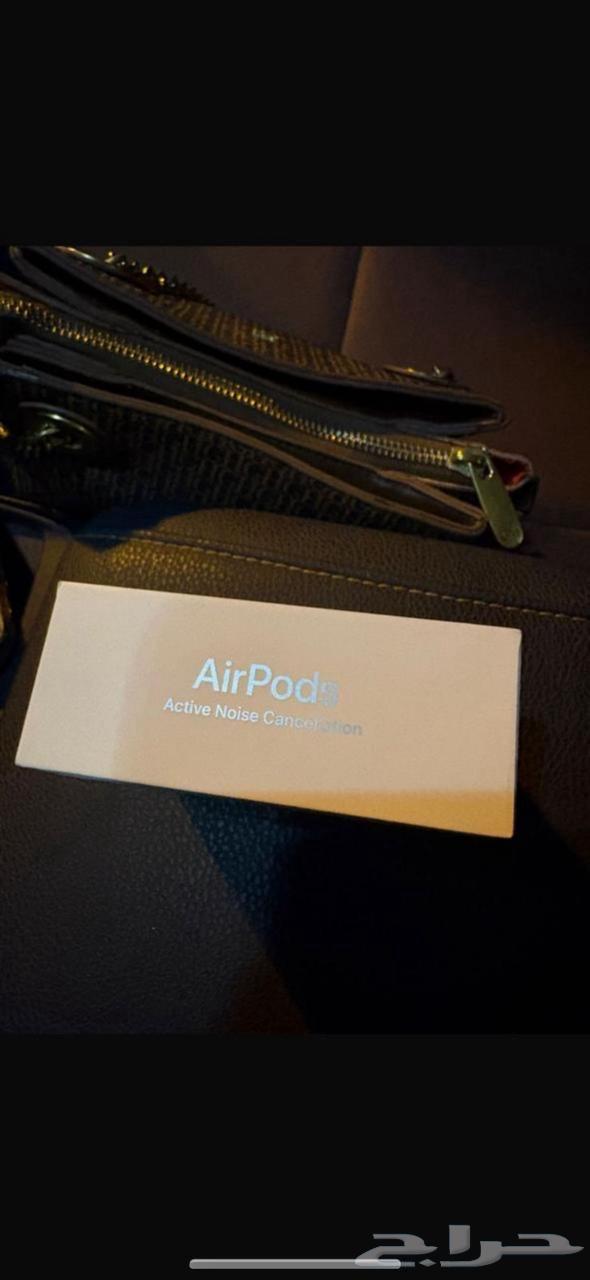 AirPods
Active Noise Cancellation
حراج